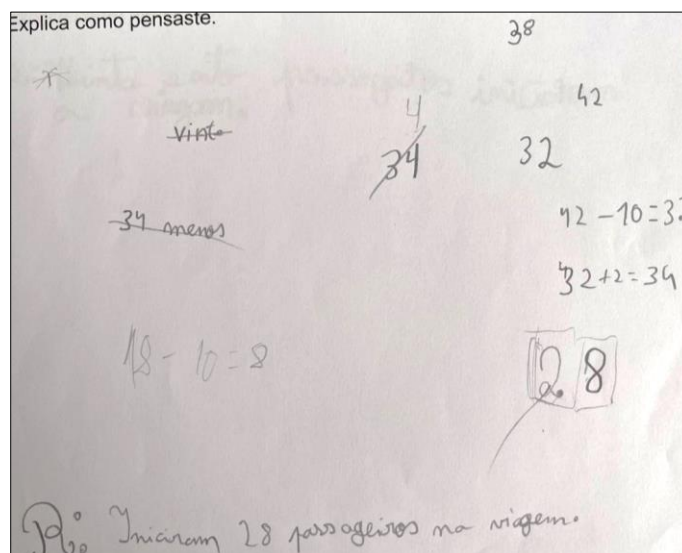 Explica como pensaste.
38
42
4
vinte
34
32
34 menos
42 - 10 = 32
32 + 2 = 34
18 - 10 = 8
28
R.: Iniciaram 28 passageiros na viagem.